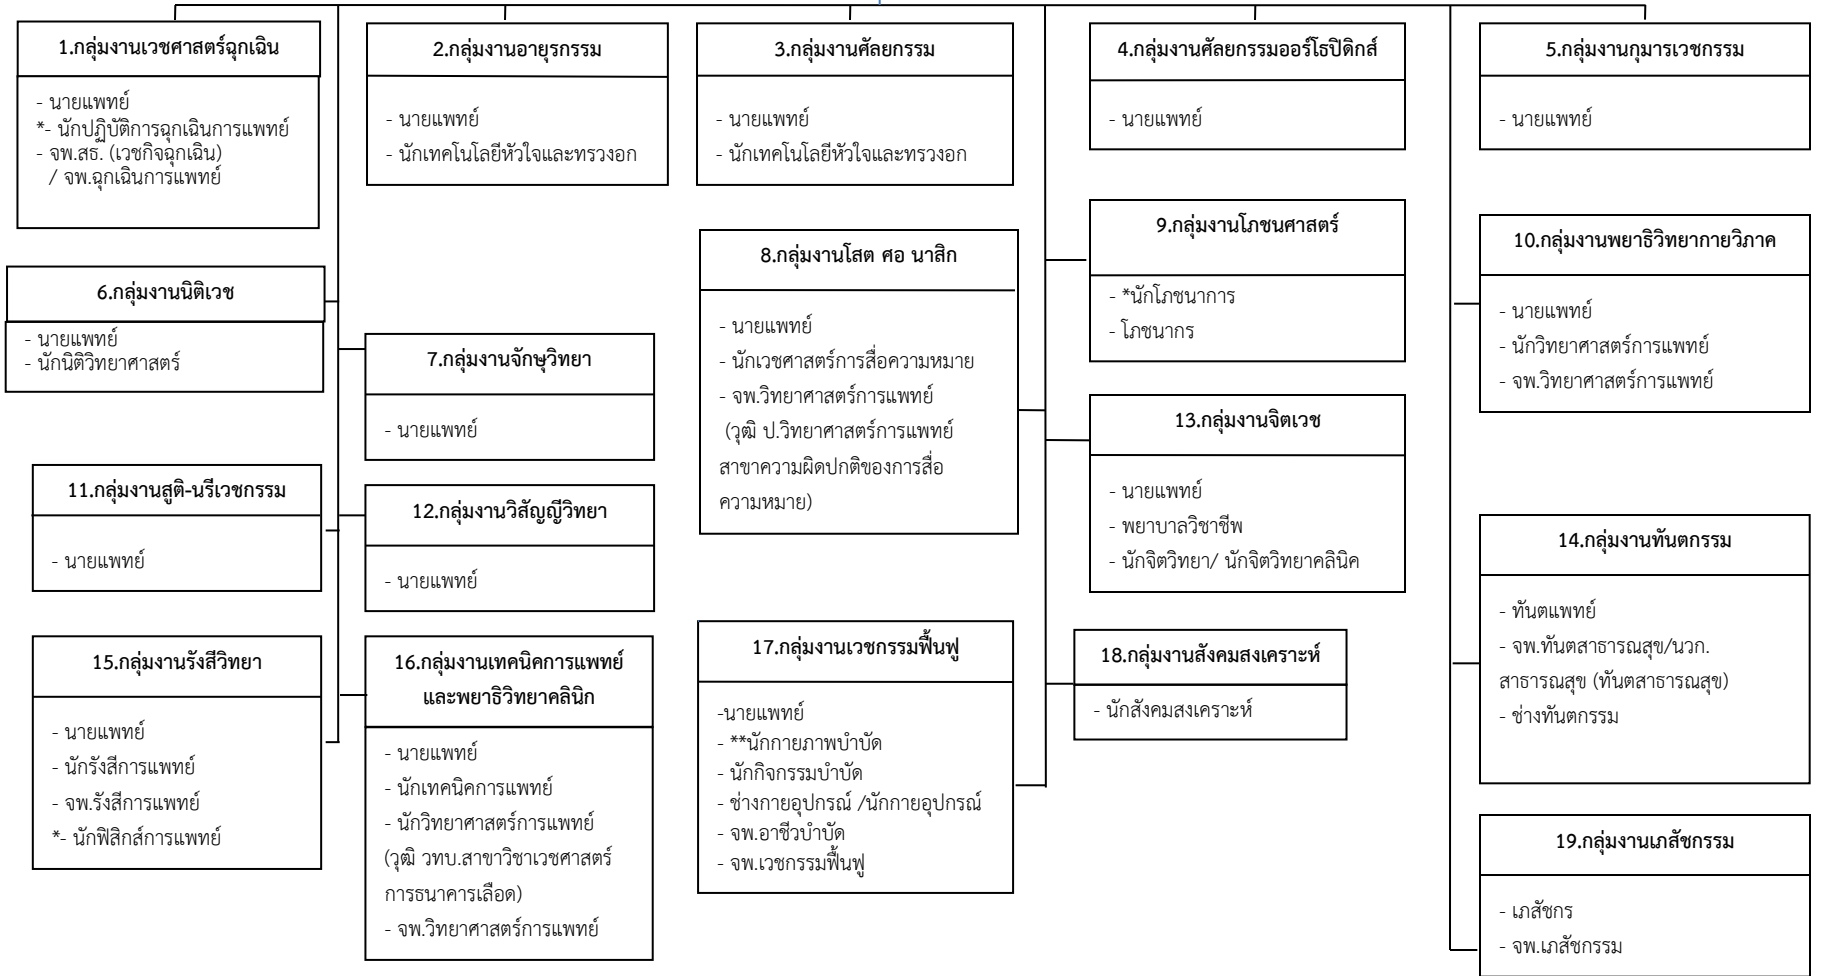 1.กลุ่มงานเวชศาสตร์ฉุกเฉิน
- นายแพทย์
*- นักปฏิบัติการฉุกเฉินการแพทย์
- จพ.สธ. (เวชกิจฉุกเฉิน)
/ จพ.ฉุกเฉินการแพทย์
2.กลุ่มงานอายุรกรรม
- นายแพทย์
- นักเทคโนโลยีหัวใจและทรวงอก
3.กลุ่มงานศัลยกรรม
- นายแพทย์
- นักเทคโนโลยีหัวใจและทรวงอก
4.กลุ่มงานศัลยกรรมออร์โธปิดิกส์
- นายแพทย์
5.กลุ่มงานกุมารเวชกรรม
- นายแพทย์
6.กลุ่มงานนิติเวช
- นายแพทย์
- นักนิติวิทยาศาสตร์
7.กลุ่มงานจักษุวิทยา
- นายแพทย์
8.กลุ่มงานโสต ศอ นาสิก
- นายแพทย์
- นักเวชศาสตร์การสื่อความหมาย
- จพ.วิทยาศาสตร์การแพทย์
(วุฒิ ป.วิทยาศาสตร์การแพทย์
สาขาความผิดปกติของการสื่อ
ความหมาย)
9.กลุ่มงานโภชนศาสตร์
- *นักโภชนาการ
- โภชนากร
10.กลุ่มงานพยาธิวิทยากายวิภาค
- นายแพทย์
- นักวิทยาศาสตร์การแพทย์
- จพ.วิทยาศาสตร์การแพทย์
11.กลุ่มงานสูติ-นรีเวชกรรม
- นายแพทย์
12.กลุ่มงานวิสัญญีวิทยา
- นายแพทย์
13.กลุ่มงานจิตเวช
- นายแพทย์
- พยาบาลวิชาชีพ
- นักจิตวิทยา/ นักจิตวิทยาคลินิค
14.กลุ่มงานทันตกรรม
- ทันตแพทย์
- จพ.ทันตสาธารณสุข/นวก.
สาธารณสุข (ทันตสาธารณสุข)
- ช่างทันตกรรม
15.กลุ่มงานรังสีวิทยา
- นายแพทย์
- นักรังสีการแพทย์
- จพ.รังสีการแพทย์
*- นักฟิสิกส์การแพทย์
16.กลุ่มงานเทคนิคการแพทย์
และพยาธิวิทยาคลินิก
- นายแพทย์
- นักเทคนิคการแพทย์
- นักวิทยาศาสตร์การแพทย์
(วุฒิ วทบ.สาขาวิชาเวชศาสตร์
การธนาคารเลือด)
- จพ.วิทยาศาสตร์การแพทย์
17.กลุ่มงานเวชกรรมฟื้นฟู
-นายแพทย์
- **นักกายภาพบำบัด
- นักกิจกรรมบำบัด
- ช่างกายอุปกรณ์ /นักกายอุปกรณ์
- จพ.อาชีวบำบัด
- จพ.เวชกรรมฟื้นฟู
18.กลุ่มงานสังคมสงเคราะห์
- นักสังคมสงเคราะห์
19.กลุ่มงานเภสัชกรรม
- เภสัชกร
- จพ.เภสัชกรรม